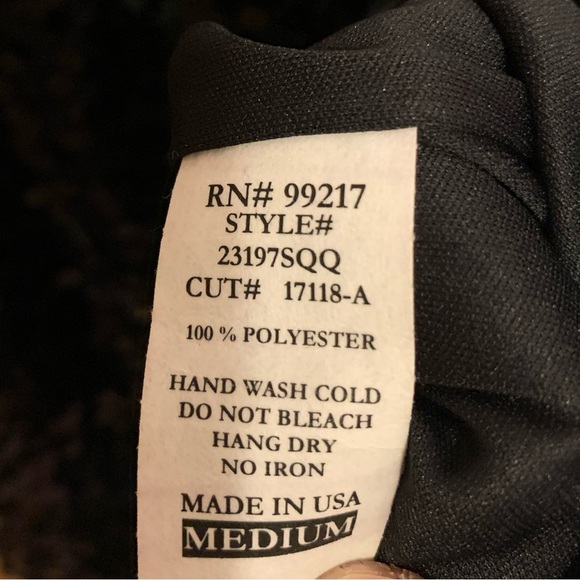 RN# 99217
STYLE#
23197SQQ
CUT# 17118-A
100 % POLYESTER
HAND WASH COLD
DO NOT BLEACH
HANG DRY
NO IRON
MADE IN USA
MEDIUM